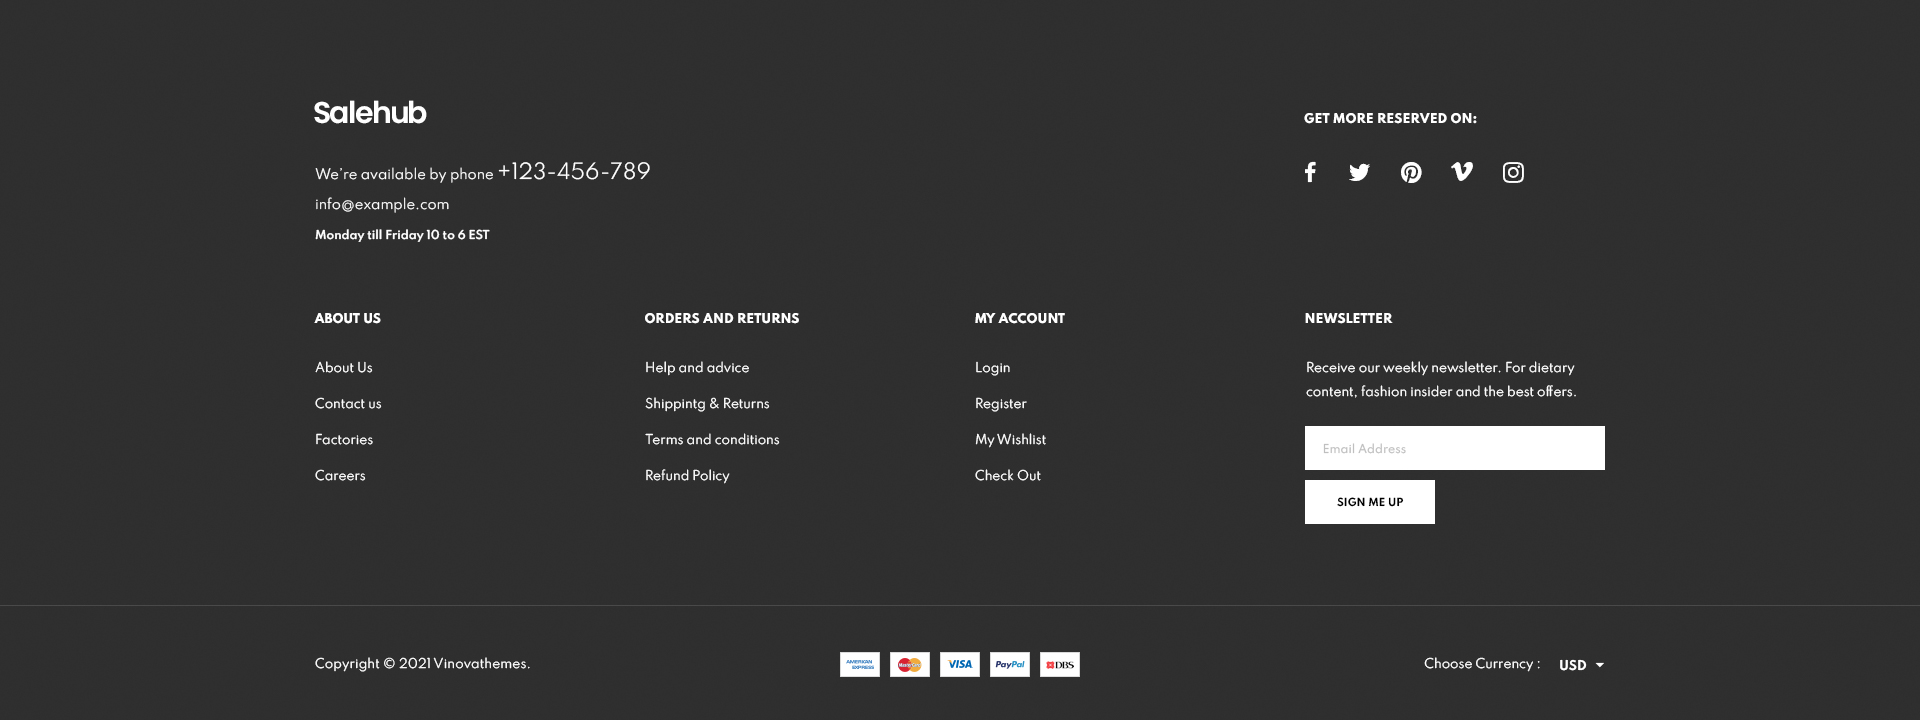 Salehub
We're available by phone +123-456-789
info@example.com
Monday till Friday 10 to 6 EST
GET MORE RESERVED ON:
ABOUT US
About Us
Contact us
Factories
Careers
ORDERS AND RETURNS
Help and advice
Shippintg & Returns
Terms and conditions
Refund Policy
MY ACCOUNT
Login
Register
My Wishlist
Check Out
NEWSLETTER
Receive our weekly newsletter. For dietary
content, fashion insider and the best offers.
Email Address
SIGN ME UP
Copyright © 2021 Vinovathemes.
AMERICAN
EXPRESS
MasterCard
VISA
PayPal
DBS
Choose Currency :
USD